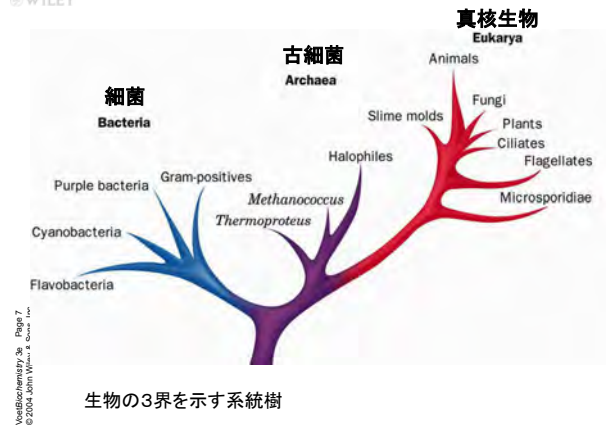 WILEY
真核生物
Eukarya
古細菌
Archaea
細菌
Bacteria
Animals
Fungi
Slime molds
Plants
Ciliates
Flagellates
Microsporidiae
Halophiles
Methanococcus
Thermoproteus
Gram-positives
Purple bacteria
Cyanobacteria
Flavobacteria
Voet Biochemistry 3e Page 7
© 2004 John Wiley &
生物の3界を示す系統樹